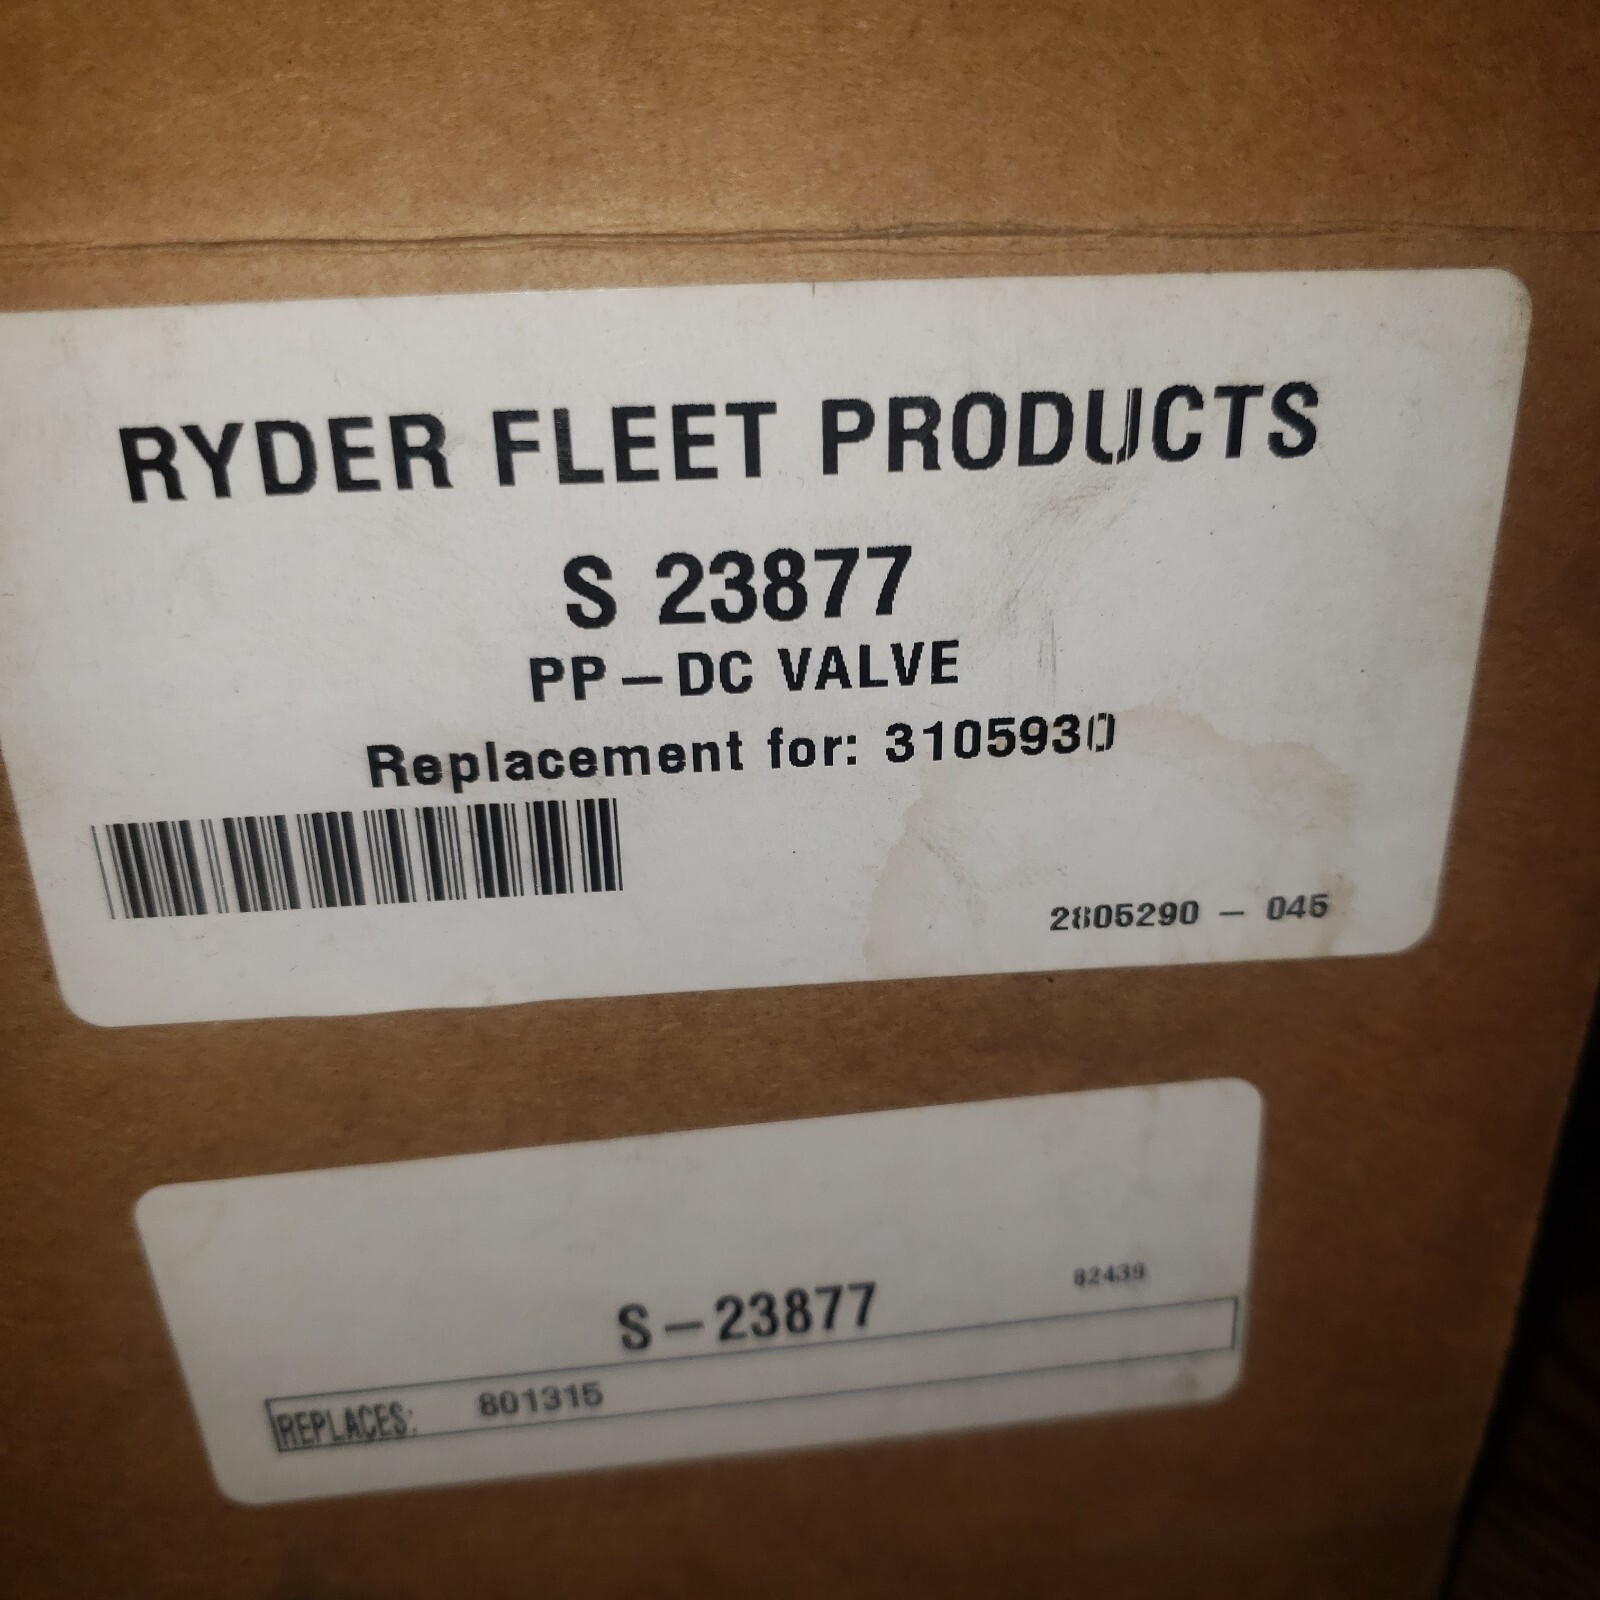 RYDER FLEET PRODUCTS
S 23877
PP – DC VALVE
Replacement for: 3105930
2805290 – 045
82439
S – 23877
REPLACES: 801315